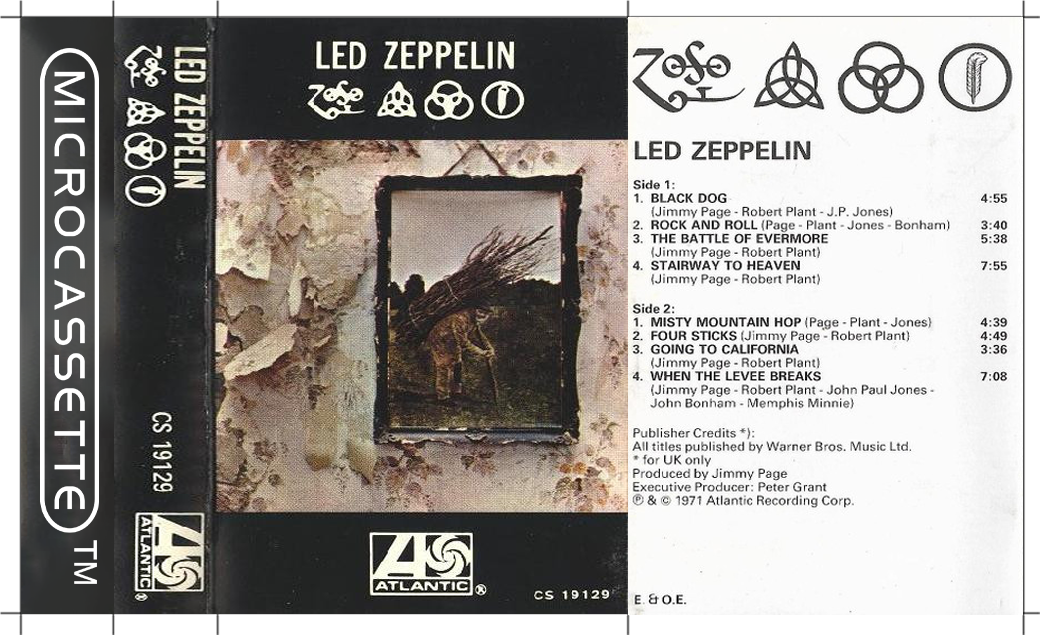 MICROCASSETTE™
LED ZEPPELIN
CS 19129
ATLANTIC®
LED ZEPPELIN
ATLANTIC®
CS 19129
LED ZEPPELIN
Side 1:
1. BLACK DOG 4:55
(Jimmy Page - Robert Plant - J.P. Jones)
2. ROCK AND ROLL (Page - Plant - Jones - Bonham) 3:40
3. THE BATTLE OF EVERMORE 5:38
(Jimmy Page - Robert Plant)
4. STAIRWAY TO HEAVEN 7:55
(Jimmy Page - Robert Plant)
Side 2:
1. MISTY MOUNTAIN HOP (Page - Plant - Jones) 4:39
2. FOUR STICKS (Jimmy Page - Robert Plant) 4:49
3. GOING TO CALIFORNIA 3:36
(Jimmy Page - Robert Plant)
4. WHEN THE LEVEE BREAKS 7:08
(Jimmy Page - Robert Plant - John Paul Jones -
John Bonham - Memphis Minnie)
Publisher Credits *):
All titles published by Warner Bros. Music Ltd.
* for UK only
Produced by Jimmy Page
Executive Producer: Peter Grant
℗ & © 1971 Atlantic Recording Corp.
E. & O.E.